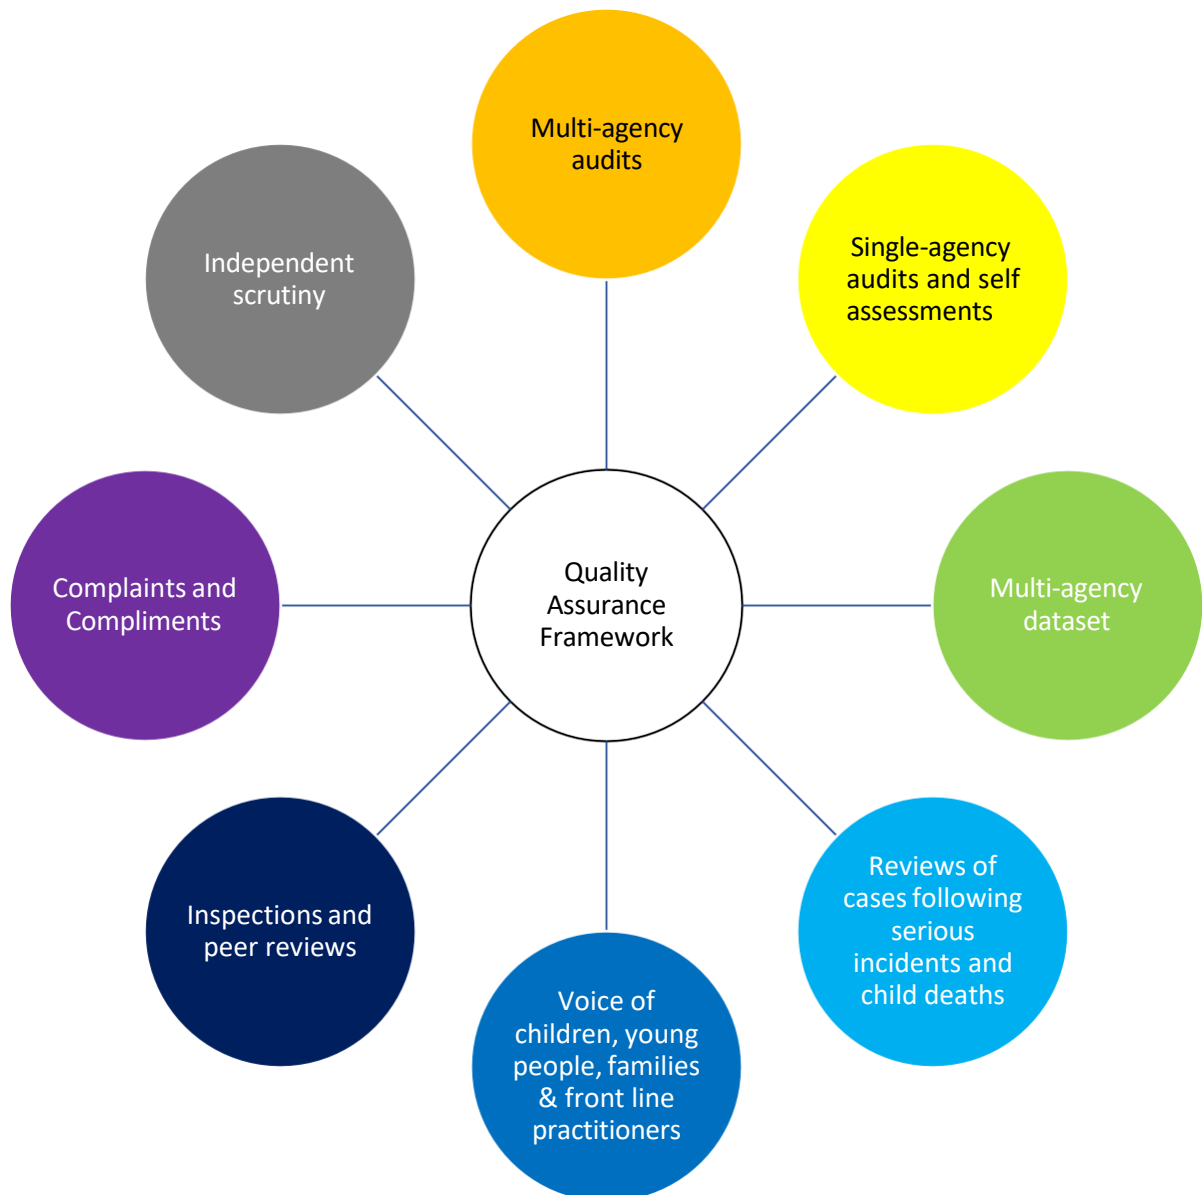 Multi-agency
audits
Single-agency
audits and self
assessments
Multi-agency
dataset
Reviews of
cases following
serious
incidents and
child deaths
Voice of
children, young
people, families
& front line
practitioners
Inspections and
peer reviews
Complaints and
Compliments
Independent
scrutiny
Quality
Assurance
Framework